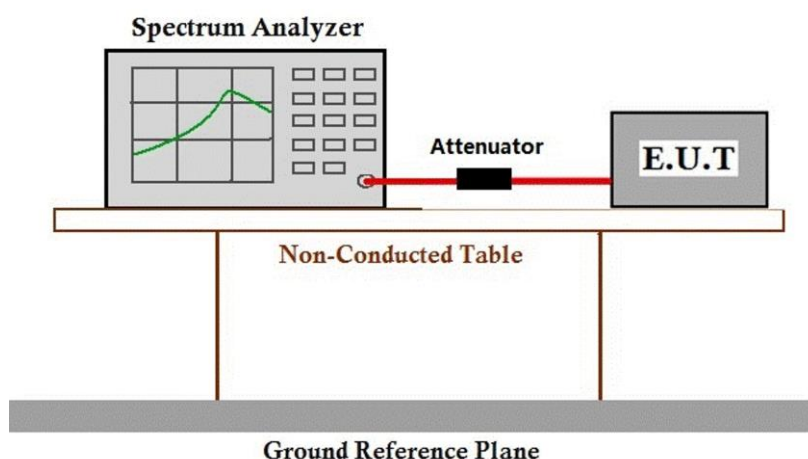 Spectrum Analyzer
Attenuator
E.U.T
Non-Conducted Table
Ground Reference Plane